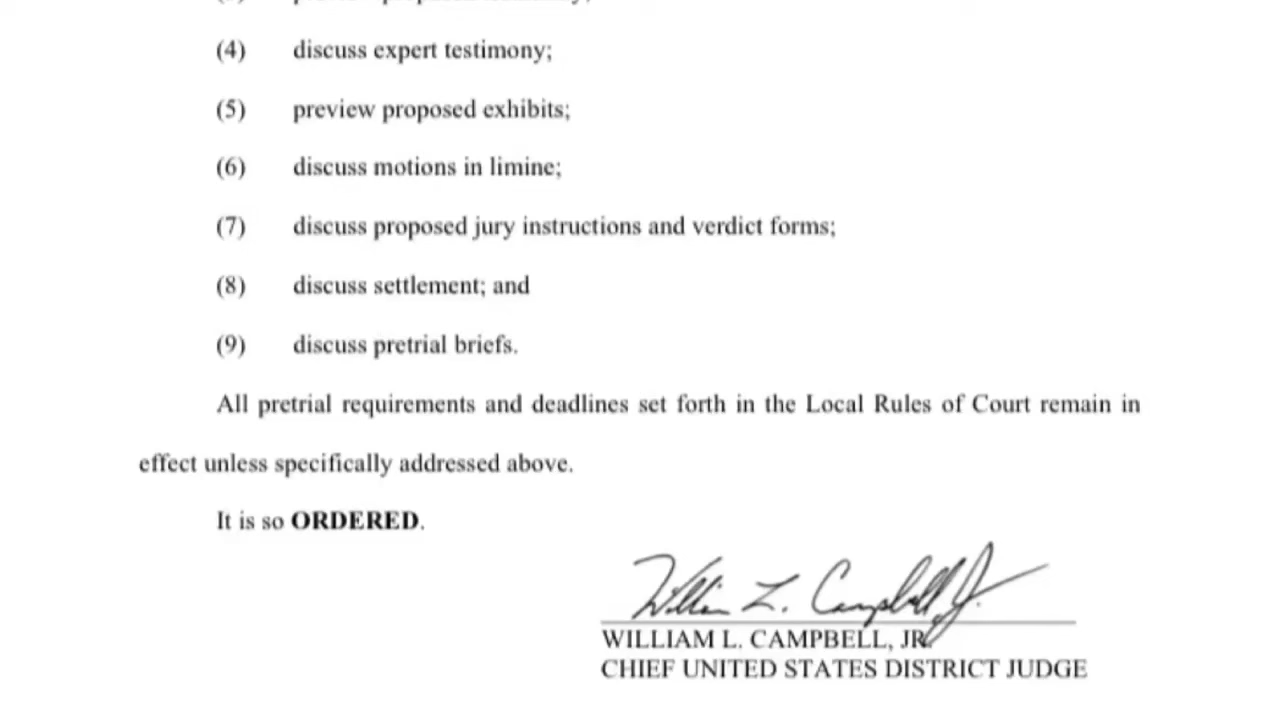 (4) discuss expert testimony;
(5) preview proposed exhibits;
(6) discuss motions in limine;
(7) discuss proposed jury instructions and verdict forms;
(8) discuss settlement; and
(9) discuss pretrial briefs.
All pretrial requirements and deadlines set forth in the Local Rules of Court remain in
effect unless specifically addressed above.
It is so ORDERED.
William L. Campbell Jr.
WILLIAM L. CAMPBELL, JR.
CHIEF UNITED STATES DISTRICT JUDGE